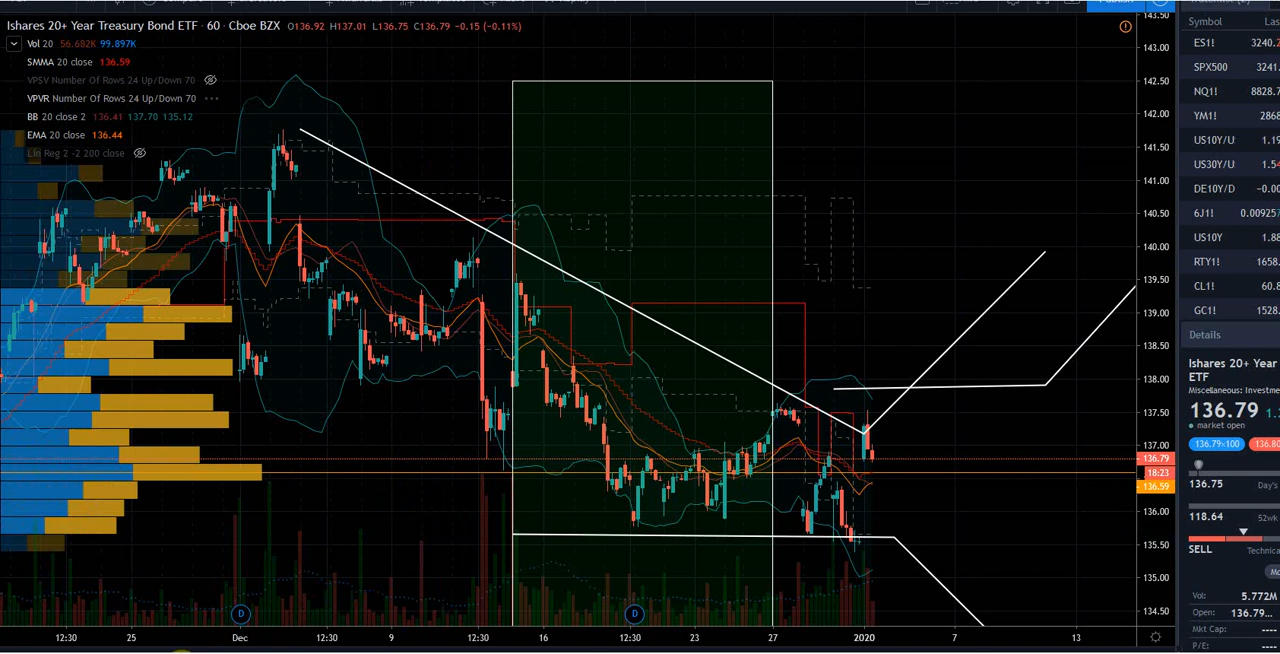 Ishares 20+ Year Treasury Bond ETF · 60 · Cboe BZX O136.92 H137.01 L136.75 C136.79 -0.15 (-0.11%)
Vol 20 56.682K 99.897K
SMMA 20 close 136.59
VPSV Number Of Rows 24 Up/Down 70
VPVR Number Of Rows 24 Up/Down 70
BB 20 close 2 136.41 137.70 135.12
EMA 20 close 136.44
Lin Reg 2 -2 200 close
143.50
143.00
142.50
142.00
141.50
141.00
140.50
140.00
139.50
139.00
138.50
138.00
137.50
137.00
136.79
18:23
136.59
136.00
135.50
135.00
134.50
D
D
12:30 25 Dec 12:30 9 12:30 16 12:30 23 27 2020 7 13
Symbol Las
ES1! 3240.2
SPX500 3241.
NQ1! 8828.7
YM1! 2868
US10Y/U 1.19
US30Y/U 1.54
DE10Y/D -0.00
6J1! 0.009257
US10Y 1.88
RTY1! 1658.
CL1! 60.8
GC1! 1528.
Details
Ishares 20+ Year
ETF
Miscellaneous: Investme
136.79
market open
136.79×100 136.80
136.75 Day's
118.64 52wk
SELL Technica
Vol: 5.772M
Open: 136.79...
Mkt Cap: ----
P/E: ----